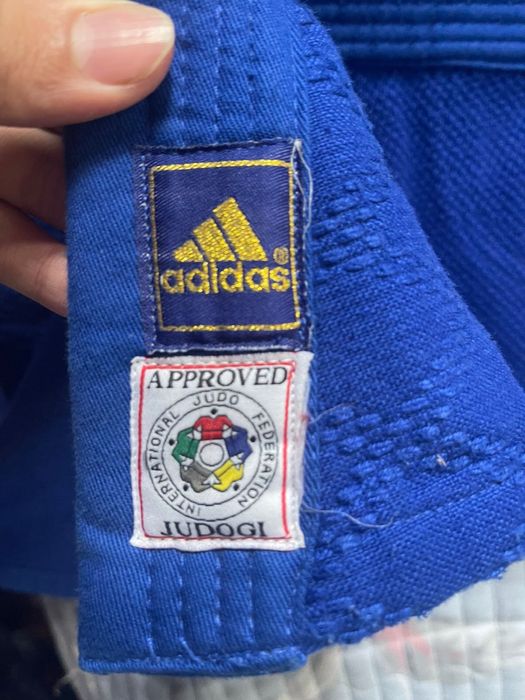 adidas®
APPROVED
INTERNATIONAL JUDO FEDERATION
JUDOGI